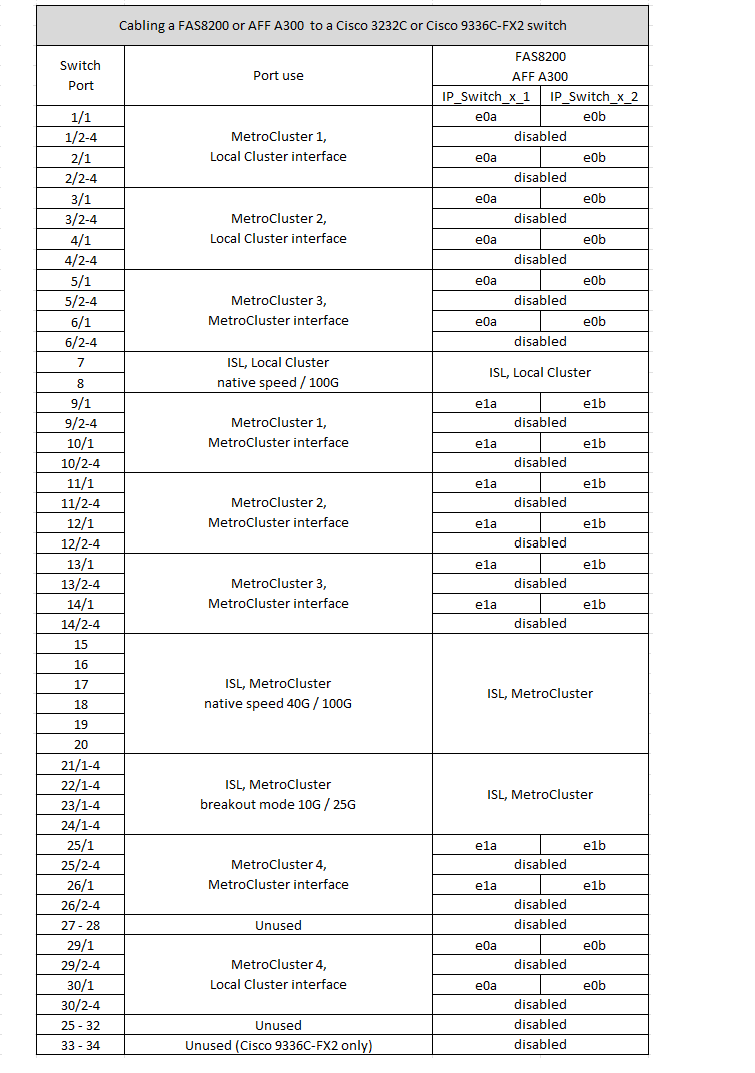 Cabling a FAS8200 or AFF A300 to a Cisco 3232C or Cisco 9336C-FX2 switch
Switch
Port
Port use
FAS8200
AFF A300
IP_Switch_x_1 IP_Switch_x_2
1/1 e0a e0b
1/2-4 MetroCluster 1, disabled
2/1 Local Cluster interface e0a e0b
2/2-4 disabled
3/1 e0a e0b
3/2-4 MetroCluster 2, disabled
4/1 Local Cluster interface e0a e0b
4/2-4 disabled
5/1 e0a e0b
5/2-4 MetroCluster 3, disabled
6/1 MetroCluster interface e0a e0b
6/2-4 disabled
7 ISL, Local Cluster
ISL, Local Cluster
8 native speed / 100G
9/1 e1a e1b
9/2-4 MetroCluster 1, disabled
10/1 MetroCluster interface e1a e1b
10/2-4 disabled
11/1 e1a e1b
11/2-4 MetroCluster 2, disabled
12/1 MetroCluster interface e1a e1b
12/2-4 disabled
13/1 e1a e1b
13/2-4 MetroCluster 3, disabled
14/1 MetroCluster interface e1a e1b
14/2-4 disabled
15
16
17 ISL, MetroCluster
ISL, MetroCluster
18 native speed 40G / 100G
19
20
21/1-4
22/1-4 ISL, MetroCluster
ISL, MetroCluster
23/1-4 breakout mode 10G / 25G
24/1-4
25/1 e1a e1b
25/2-4 MetroCluster 4, disabled
26/1 MetroCluster interface e1a e1b
26/2-4 disabled
27 - 28 Unused disabled
29/1 e0a e0b
29/2-4 MetroCluster 4, disabled
30/1 Local Cluster interface e0a e0b
30/2-4 disabled
25 - 32 Unused disabled
33 - 34 Unused (Cisco 9336C-FX2 only) disabled